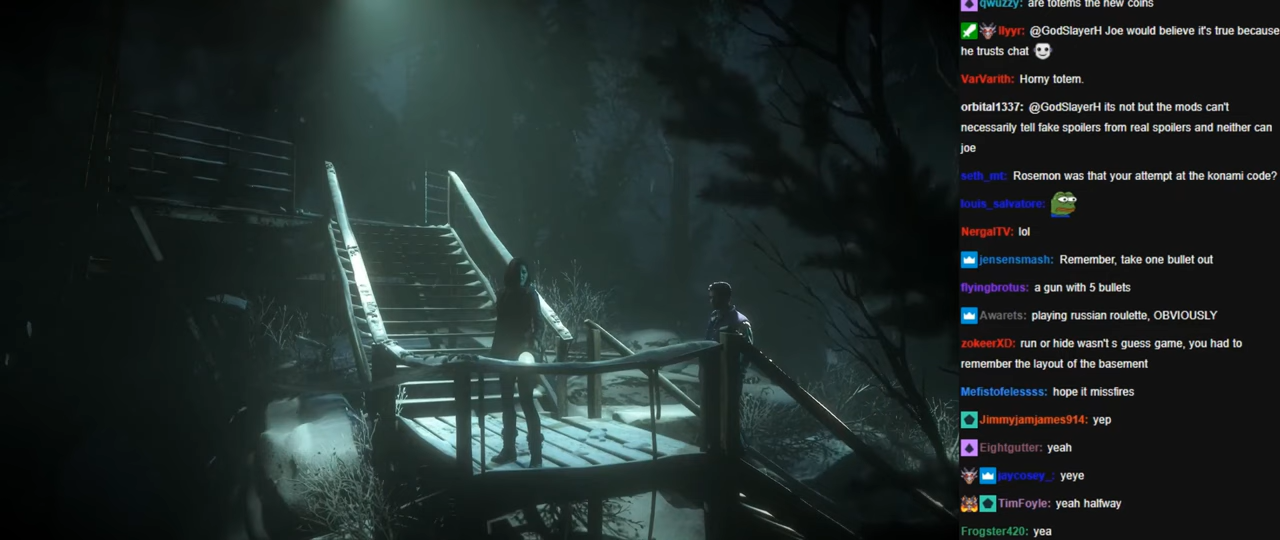 qwuzzy: are totems the new coins
llyyr: @GodSlayerH Joe would believe it's true because
he trusts chat
VarVarith: Horny totem.
orbital1337: @GodSlayerH its not but the mods can't
necessarily tell fake spoilers from real spoilers and neither can
joe
seth_mt: Rosemon was that your attempt at the konami code?
louis_salvatore:
NergalTV: lol
jensensmash: Remember, take one bullet out
flyingbrotus: a gun with 5 bullets
Awarets: playing russian roulette, OBVIOUSLY
zokeerXD: run or hide wasn't s guess game, you had to
remember the layout of the basement
Mefistofelessss: hope it missfires
Jimmyjamjames914: yep
Eightgutter: yeah
jaycosey_: yeye
TimFoyle: yeah halfway
Frogster420: yea